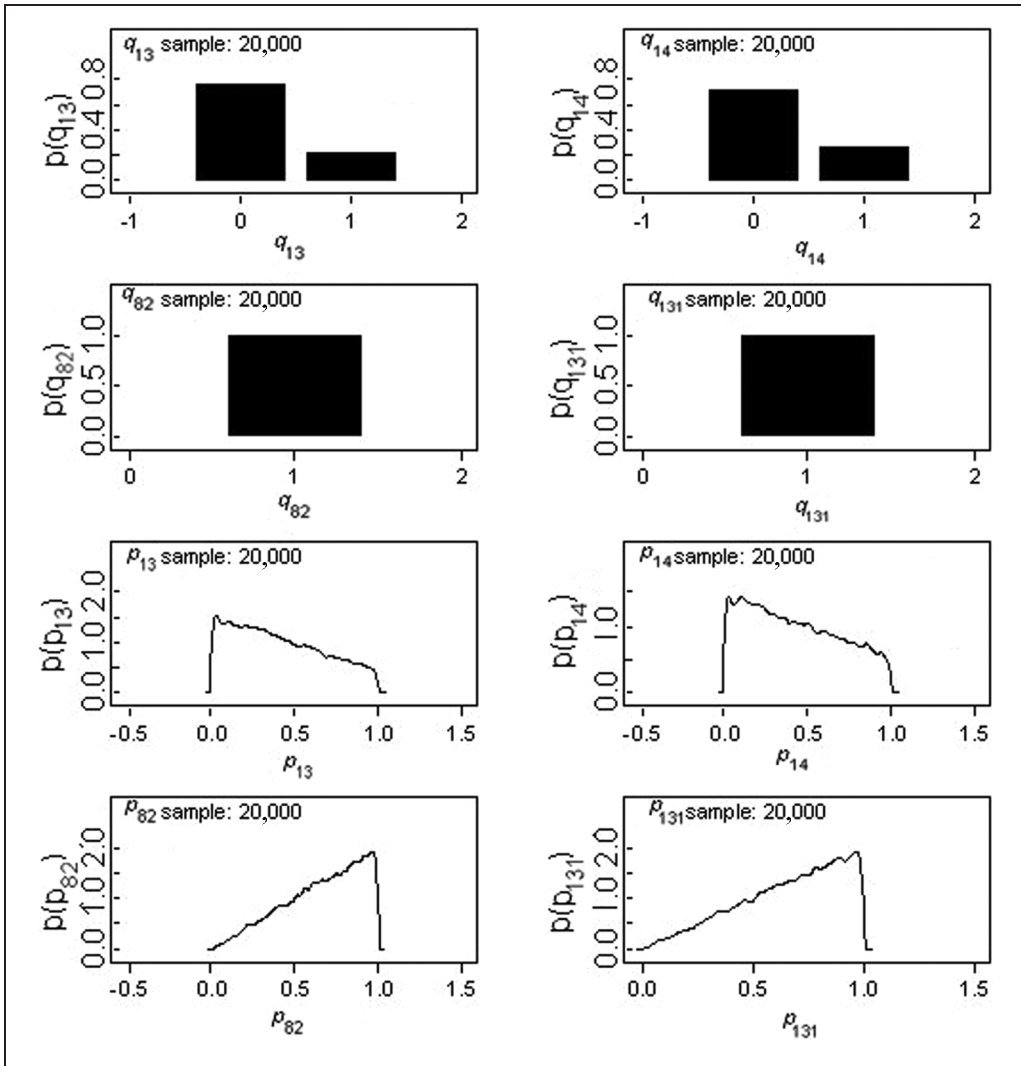 q13 sample: 20,000
p(q13)
0.0 0.4 0.8
-1 0 1 2
q13
q14 sample: 20,000
p(q14)
0.0 0.4 0.8
-1 0 1 2
q14
q82 sample: 20,000
p(q82)
0.0 0.5 1.0
0 1 2
q82
q131 sample: 20,000
p(q131)
0.0 0.5 1.0
0 1 2
q131
p13 sample: 20,000
p(p13)
0.0 1.0 2.0
-0.5 0.0 0.5 1.0 1.5
p13
p14 sample: 20,000
p(p14)
0.0 1.0
-0.5 0.0 0.5 1.0 1.5
p14
p82 sample: 20,000
p(p82)
0.0 1.0 2.0
-0.5 0.0 0.5 1.0 1.5
p82
p131 sample: 20,000
p(p131)
0.0 1.0 2.0
0.0 0.5 1.0 1.5
p131